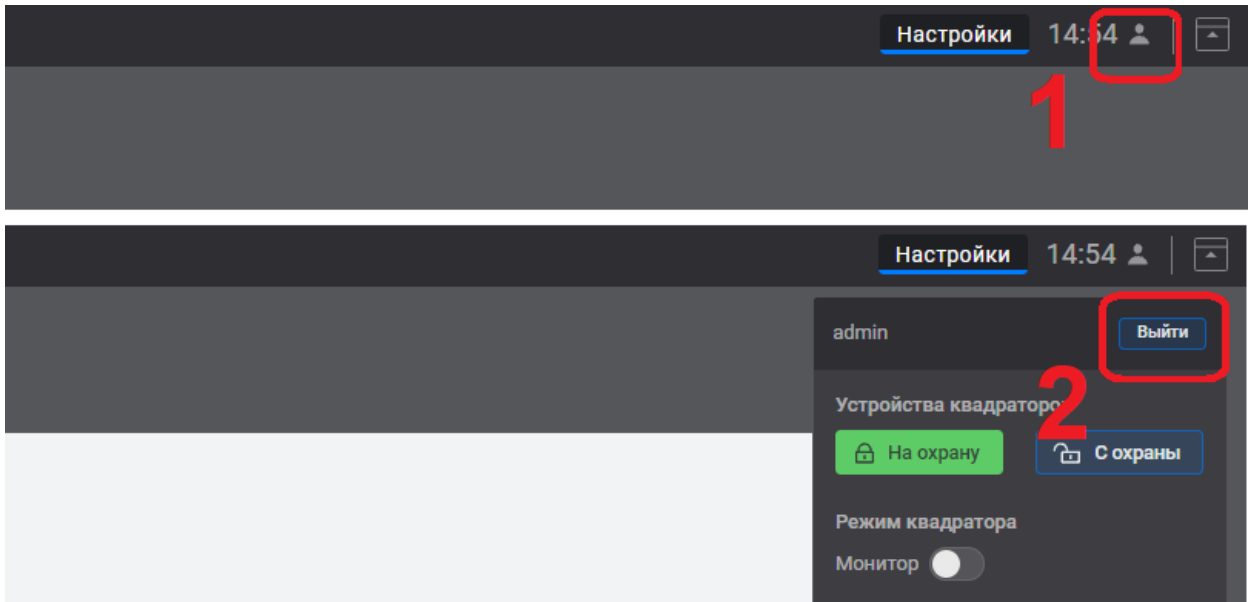 Настройки 14:54
1
Настройки 14:54
admin Выйти
2
Устройства квадраторов
На охрану С охраны
Режим квадратора
Монитор